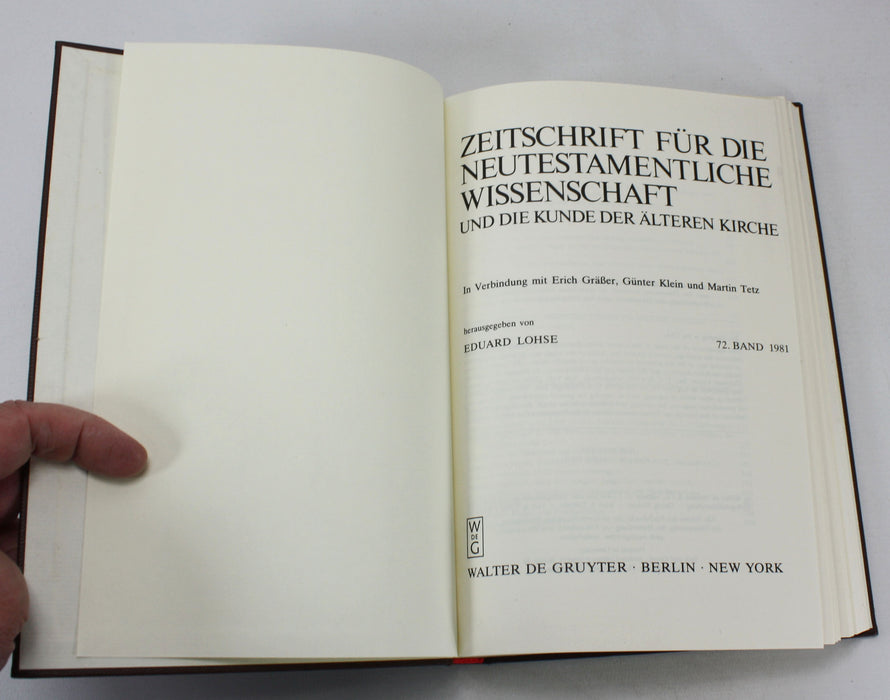 ZEITSCHRIFT FÜR DIE
NEUTESTAMENTLICHE
WISSENSCHAFT
UND DIE KUNDE DER ÄLTEREN KIRCHE
In Verbindung mit Erich Gräßer, Günter Klein und Martin Tetz
herausgegeben von
EDUARD LOHSE
72. BAND 1981
W
DE
G
WALTER DE GRUYTER · BERLIN · NEW YORK